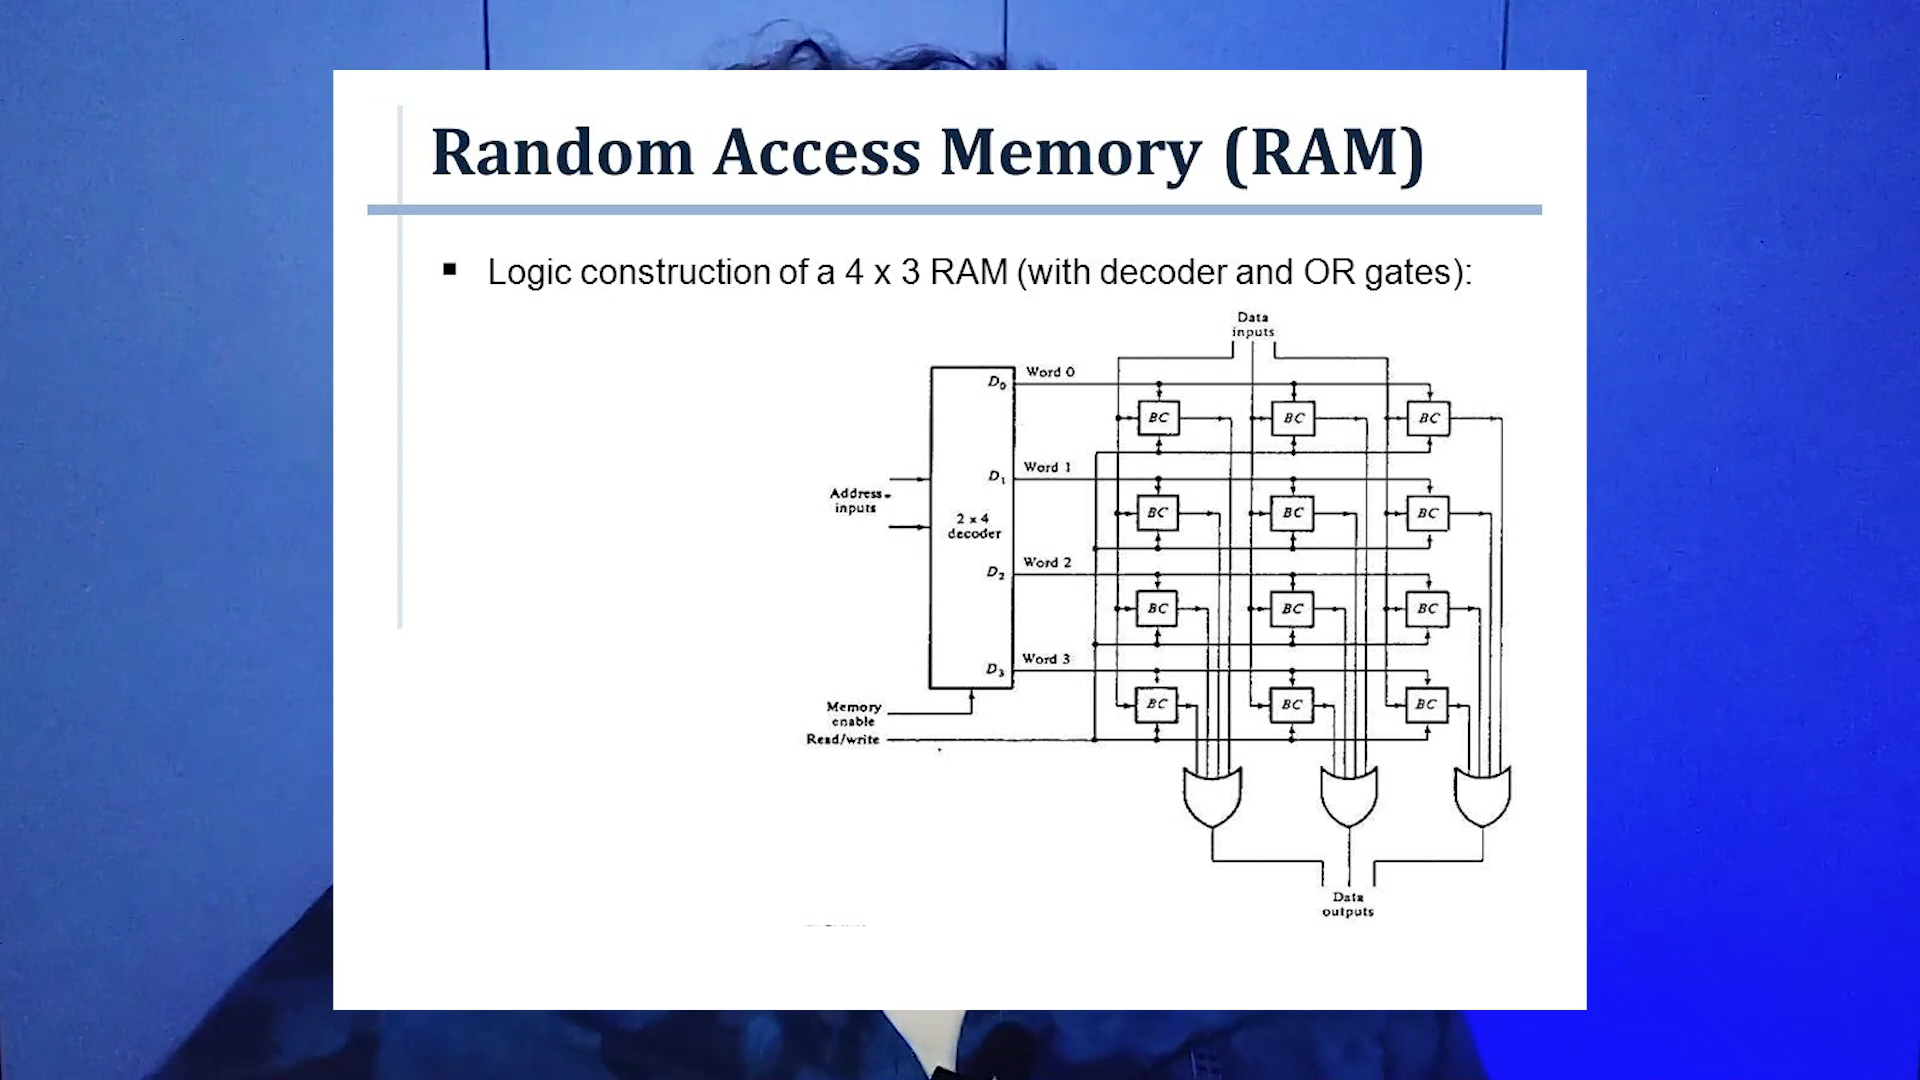 Random Access Memory (RAM)
▪ Logic construction of a 4 x 3 RAM (with decoder and OR gates):
Data
inputs
Word 0
D0
BC BC BC
Word 1
D1
Address
inputs
BC BC BC
2 x 4
decoder
Word 2
D2
BC BC BC
Word 3
D3
BC BC BC
Memory
enable
Read/write
Data
outputs